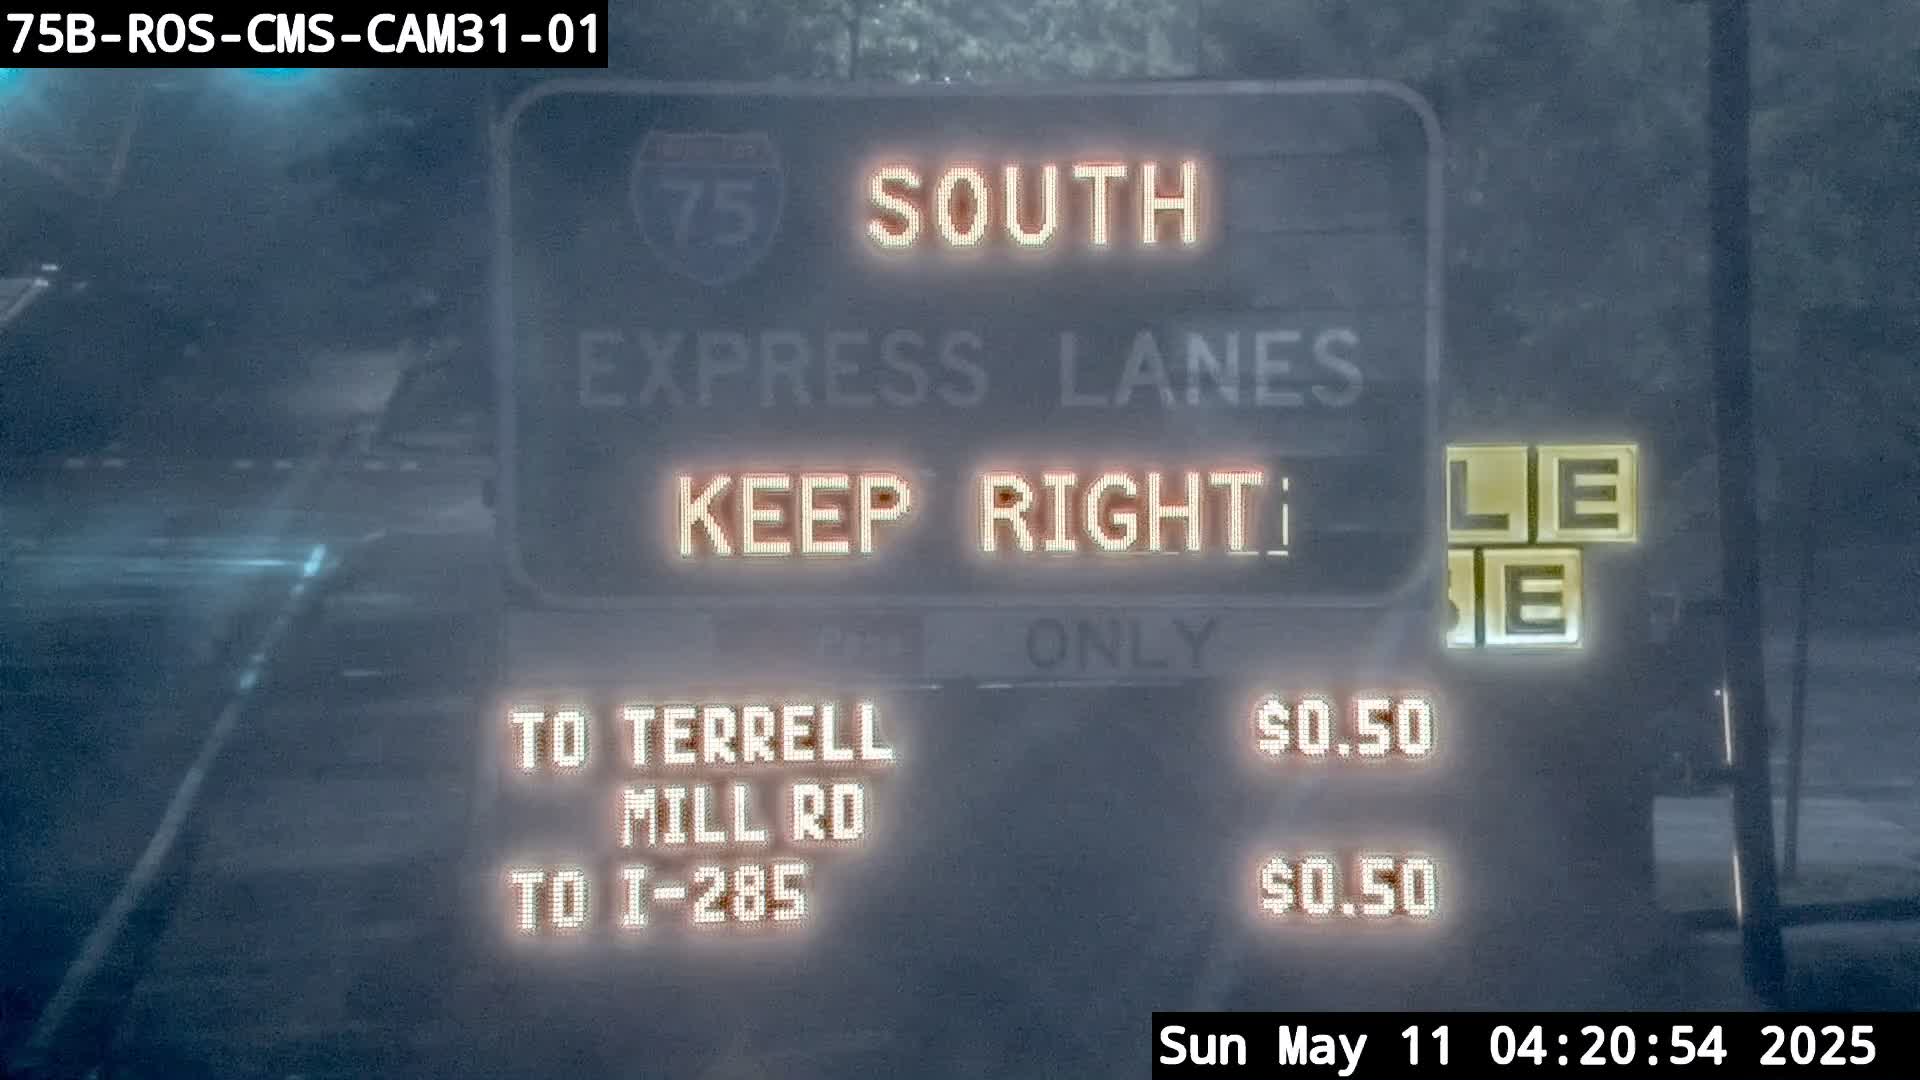 75B-ROS-CMS-CAM31-01
75 SOUTH
EXPRESS LANES
KEEP RIGHT
LE
E
ONLY
TO TERRELL $0.50
MILL RD
TO I-285 $0.50
Sun May 11 04:20:54 2025